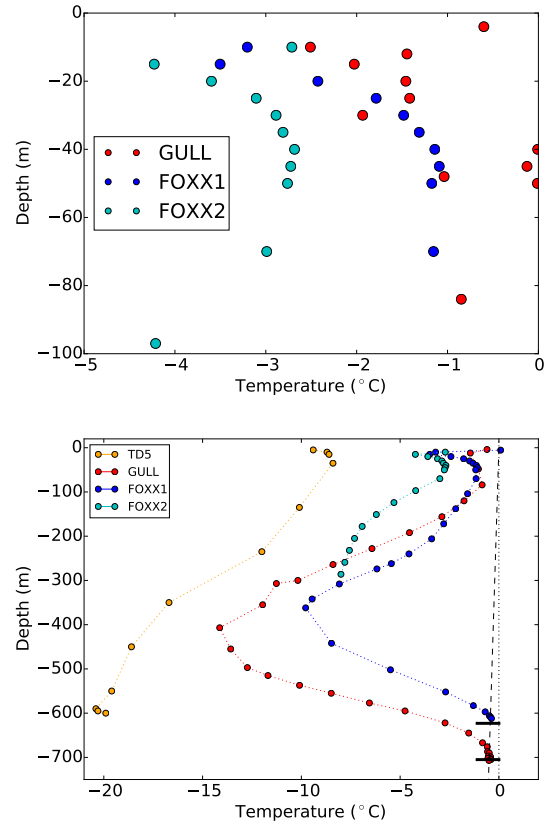 0
−20
−40
−60
−80
−100
Depth (m)
GULL
FOXX1
FOXX2
−5 −4 −3 −2 −1 0
Temperature (°C)
0
−100
−200
−300
−400
−500
−600
−700
Depth (m)
TD5
GULL
FOXX1
FOXX2
−20 −15 −10 −5 0
Temperature (°C)